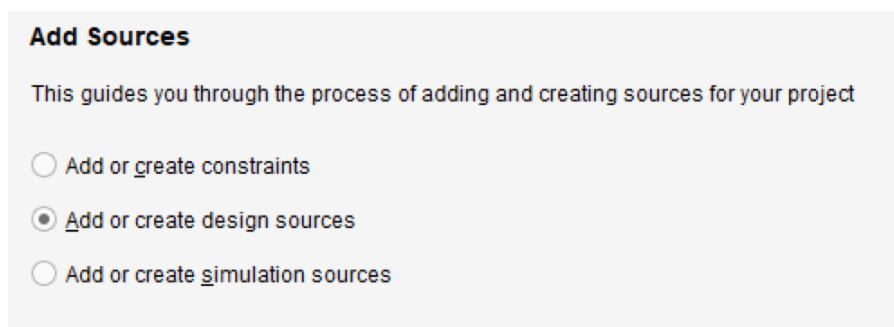 Add Sources
This guides you through the process of adding and creating sources for your project
Add or create constraints
Add or create design sources
Add or create simulation sources